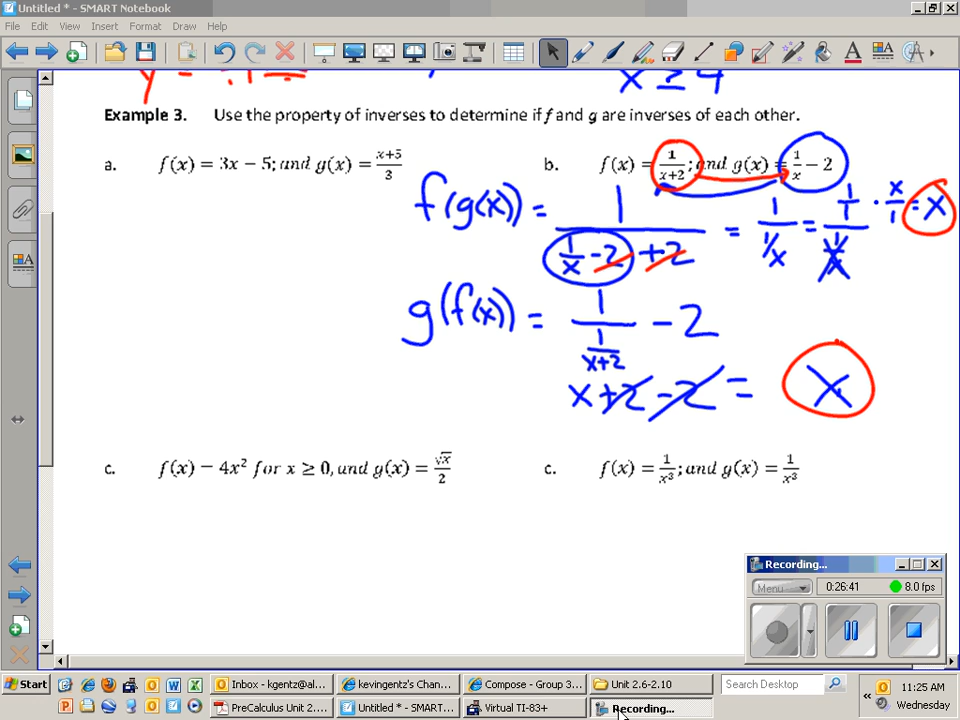 Untitled * - SMART Notebook
File Edit View Insert Format Draw Help
x ≥ 4
Example 3. Use the property of inverses to determine if f and g are inverses of each other.
a. f(x) = 3x − 5; and g(x) = x+5/3
b. f(x) = 1/x+2; and g(x) = 1/x − 2
f(g(x)) = 1/(1/x -2 +2) = 1/(1/x) = (1/1)/(1/x) · x/1 = x
g(f(x)) = 1/(1/x+2) - 2
x+2 -2 = x
c. f(x) − 4x² for x ≥ 0, and g(x) = √x/2
c. f(x) = 1/x³; and g(x) = 1/x³
Recording...
Menu 0:26:41 8.0 fps
Start Inbox - kgentz@al... kevingentz's Chan... Compose - Group 3... Unit 2.6-2.10 Search Desktop 11:25 AM
PreCalculus Unit 2.... Untitled * - SMART... Virtual TI-83+ Recording... Wednesday